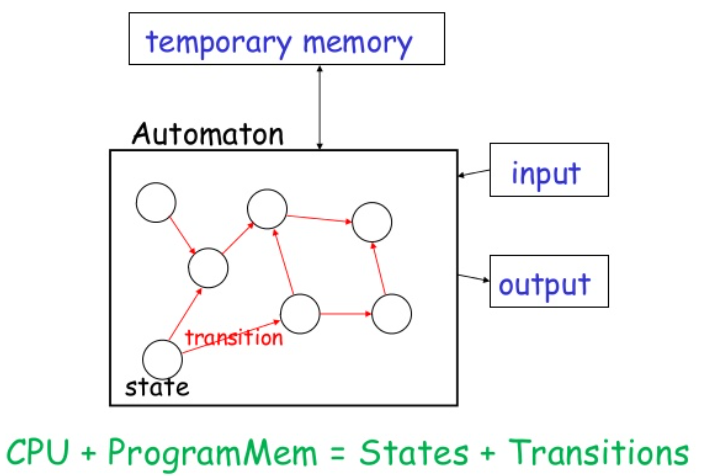 temporary memory
Automaton
input
output
transition
state
CPU + ProgramMem = States + Transitions